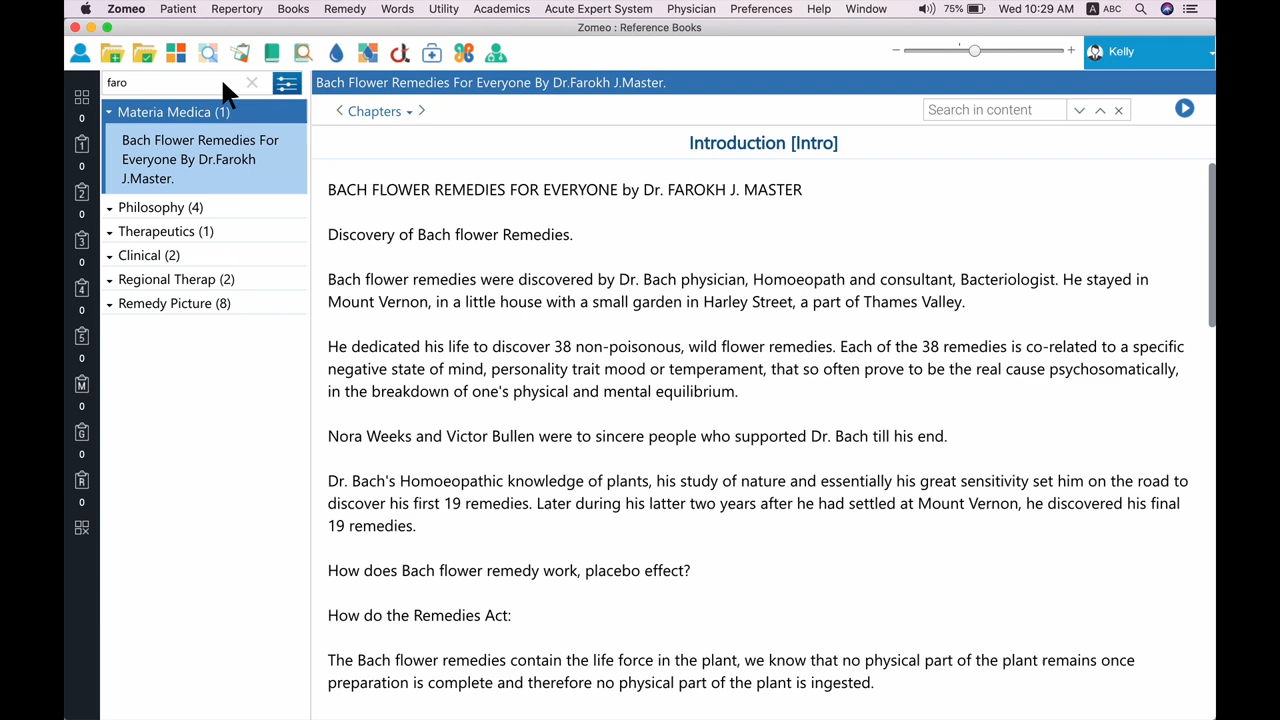 Zomeo Patient Repertory Books Remedy Words Utility Academics Acute Expert System Physician Preferences Help Window 75% Wed 10:29 AM A ABC
Zomeo : Reference Books
Kelly
faro
Bach Flower Remedies For Everyone By Dr.Farokh J.Master.
Materia Medica (1)
Bach Flower Remedies For
Everyone By Dr.Farokh
J.Master.
Philosophy (4)
Therapeutics (1)
Clinical (2)
Regional Therap (2)
Remedy Picture (8)
0
1
0
2
0
3
0
4
0
5
0
M
0
G
0
R
0
Chapters
Search in content
Introduction [Intro]
BACH FLOWER REMEDIES FOR EVERYONE by Dr. FAROKH J. MASTER
Discovery of Bach flower Remedies.
Bach flower remedies were discovered by Dr. Bach physician, Homoeopath and consultant, Bacteriologist. He stayed in
Mount Vernon, in a little house with a small garden in Harley Street, a part of Thames Valley.
He dedicated his life to discover 38 non-poisonous, wild flower remedies. Each of the 38 remedies is co-related to a specific
negative state of mind, personality trait mood or temperament, that so often prove to be the real cause psychosomatically,
in the breakdown of one's physical and mental equilibrium.
Nora Weeks and Victor Bullen were to sincere people who supported Dr. Bach till his end.
Dr. Bach's Homoeopathic knowledge of plants, his study of nature and essentially his great sensitivity set him on the road to
discover his first 19 remedies. Later during his latter two years after he had settled at Mount Vernon, he discovered his final
19 remedies.
How does Bach flower remedy work, placebo effect?
How do the Remedies Act:
The Bach flower remedies contain the life force in the plant, we know that no physical part of the plant remains once
preparation is complete and therefore no physical part of the plant is ingested.